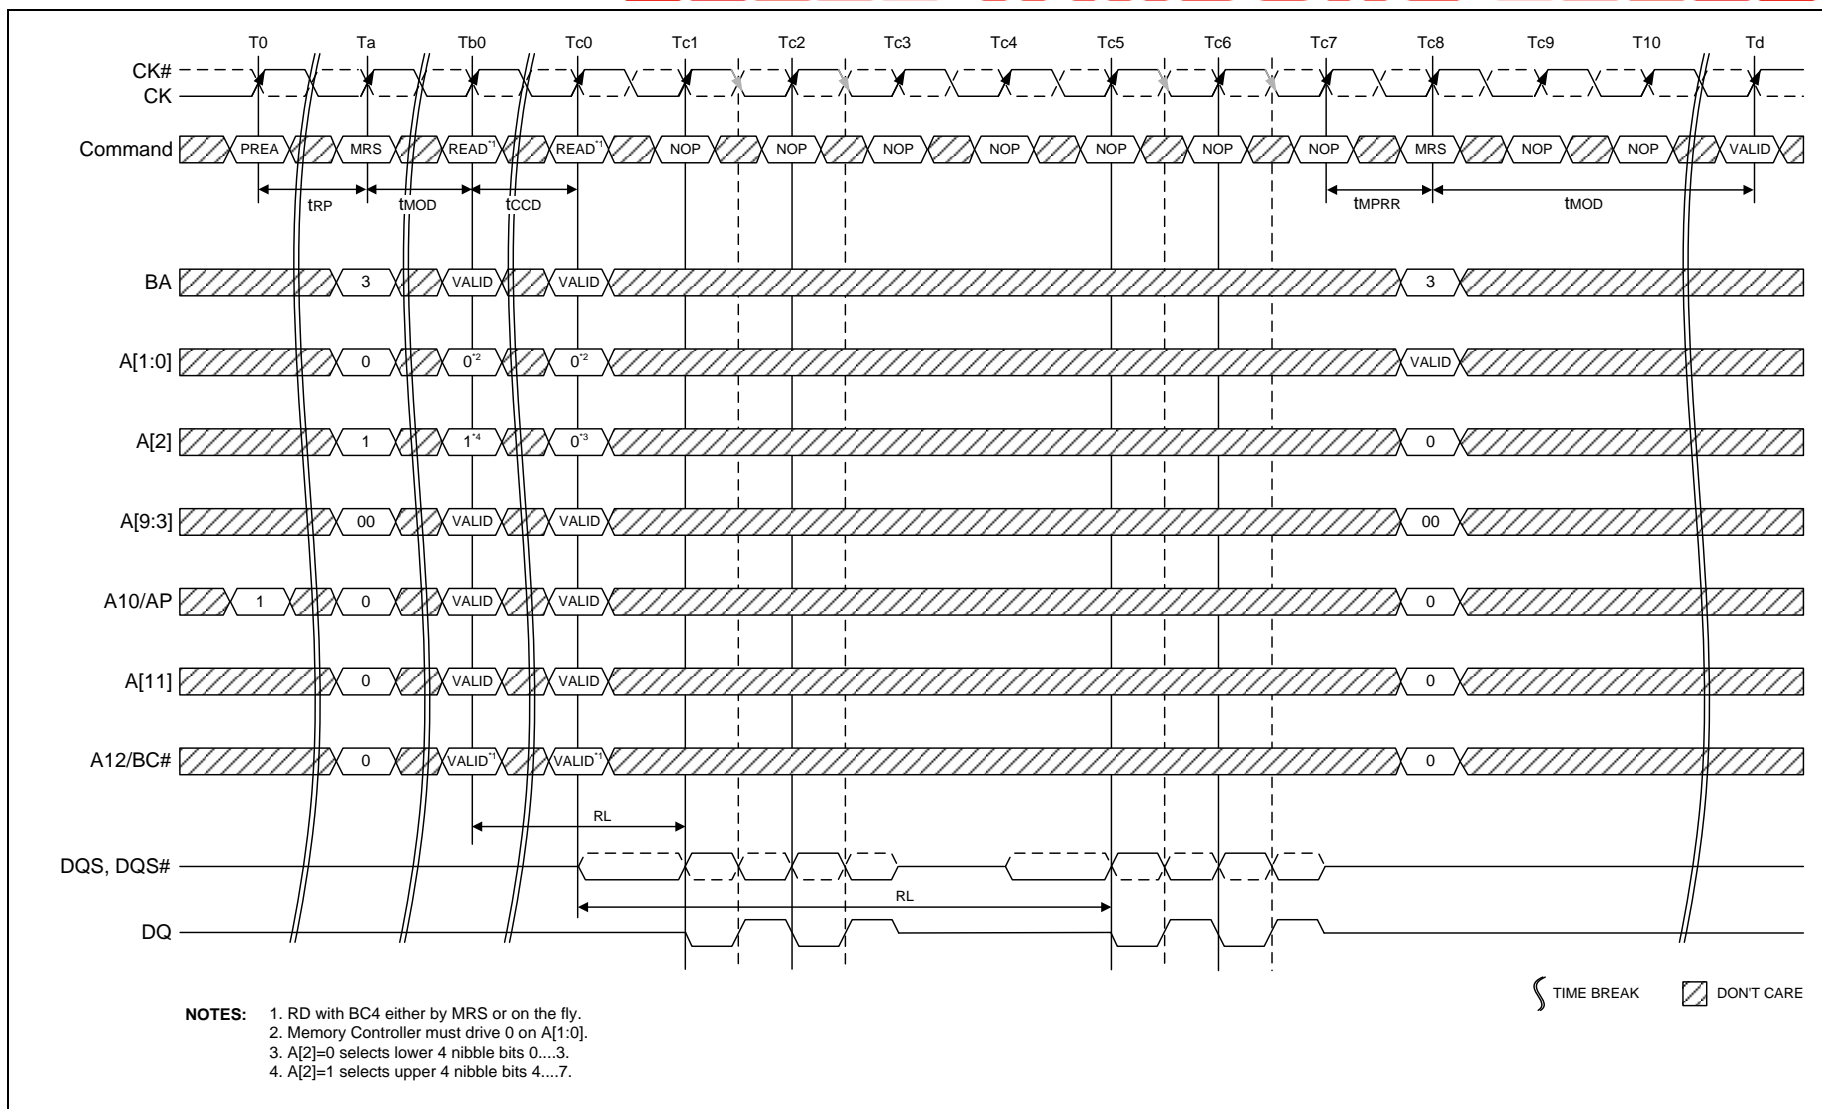 T0 Ta Tb0 Tc0 Tc1 Tc2 Tc3 Tc4 Tc5 Tc6 Tc7 Tc8 Tc9 T10 Td
CK#
CK
Command PREA MRS READ*1 READ*1 NOP NOP NOP NOP NOP NOP NOP MRS NOP NOP VALID
tRP tMOD tCCD tMPRR tMOD
BA 3 VALID VALID 3
A[1:0] 0 0*2 0*2 VALID
A[2] 1 1*4 0*3 0
A[9:3] 00 VALID VALID 00
A10/AP 1 0 VALID VALID 0
A[11] 0 VALID VALID 0
A12/BC# 0 VALID*1 VALID*1 0
RL
DQS, DQS#
RL
DQ
TIME BREAK DON'T CARE
NOTES: 1. RD with BC4 either by MRS or on the fly.
2. Memory Controller must drive 0 on A[1:0].
3. A[2]=0 selects lower 4 nibble bits 0....3.
4. A[2]=1 selects upper 4 nibble bits 4....7.